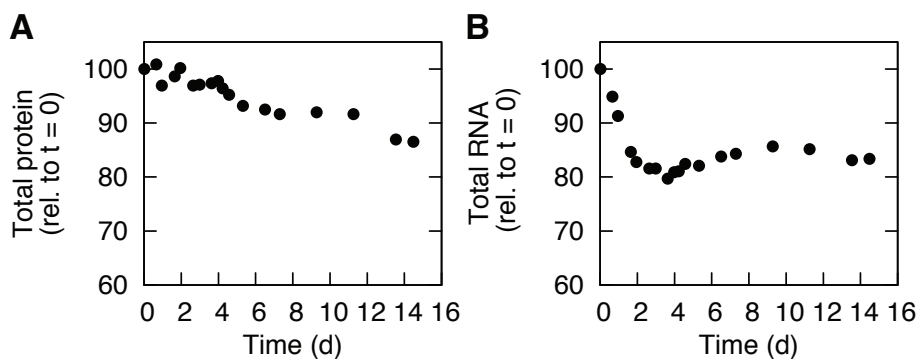 A
Total protein
(rel. to t = 0)
100
90
80
70
60
0 2 4 6 8 10 12 14 16
Time (d)
B
Total RNA
(rel. to t = 0)
100
90
80
70
60
0 2 4 6 8 10 12 14 16
Time (d)